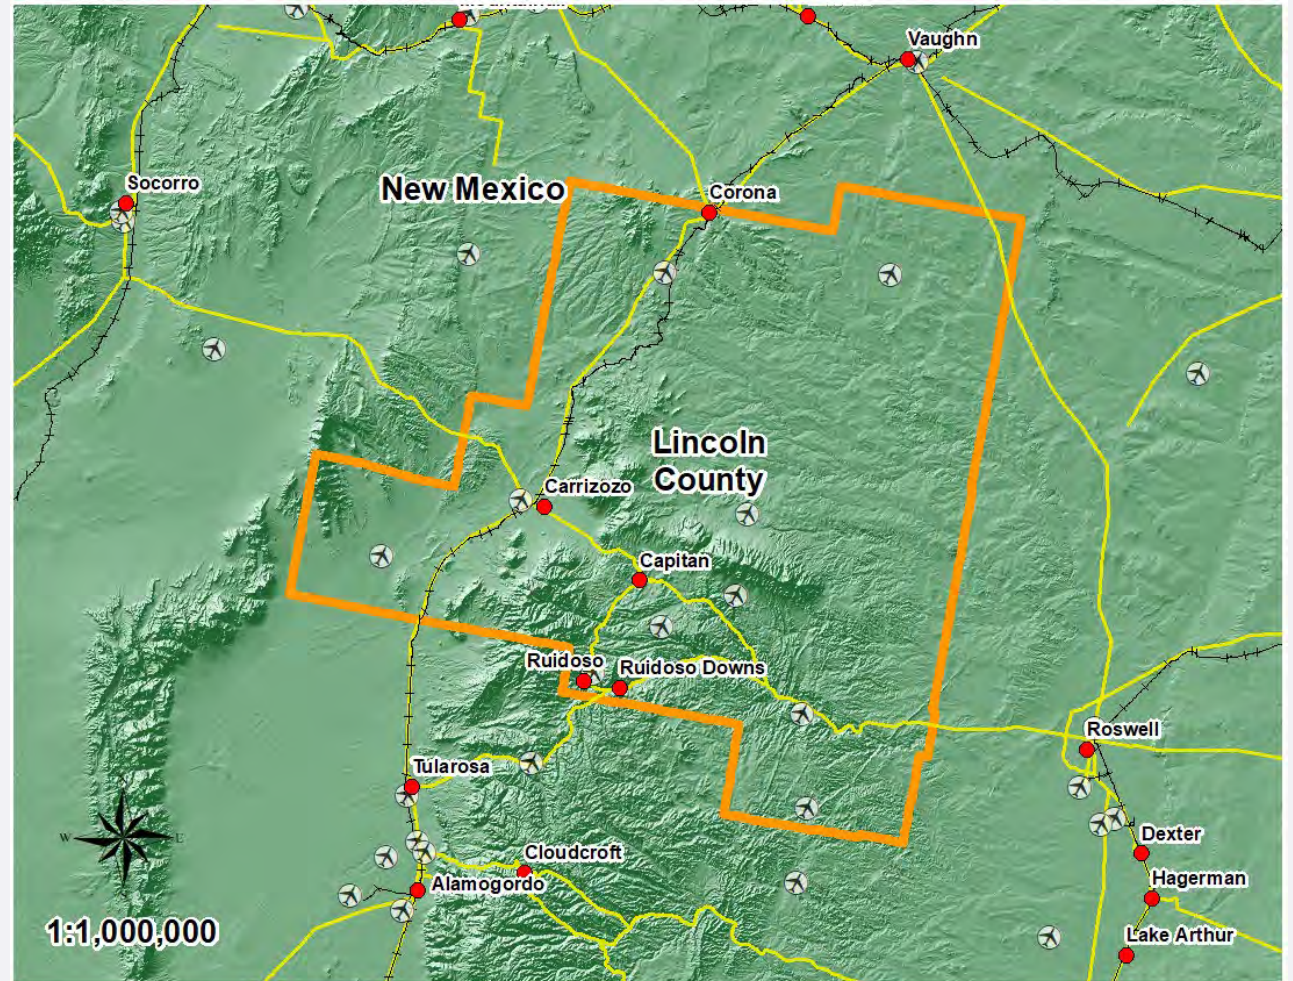 Vaughn
Socorro
New Mexico
Corona
Lincoln
County
Carrizozo
Capitan
Ruidoso
Ruidoso Downs
Roswell
Tularosa
W
E
Dexter
Cloudcroft
Alamogordo
Hagerman
1:1,000,000
Lake Arthur